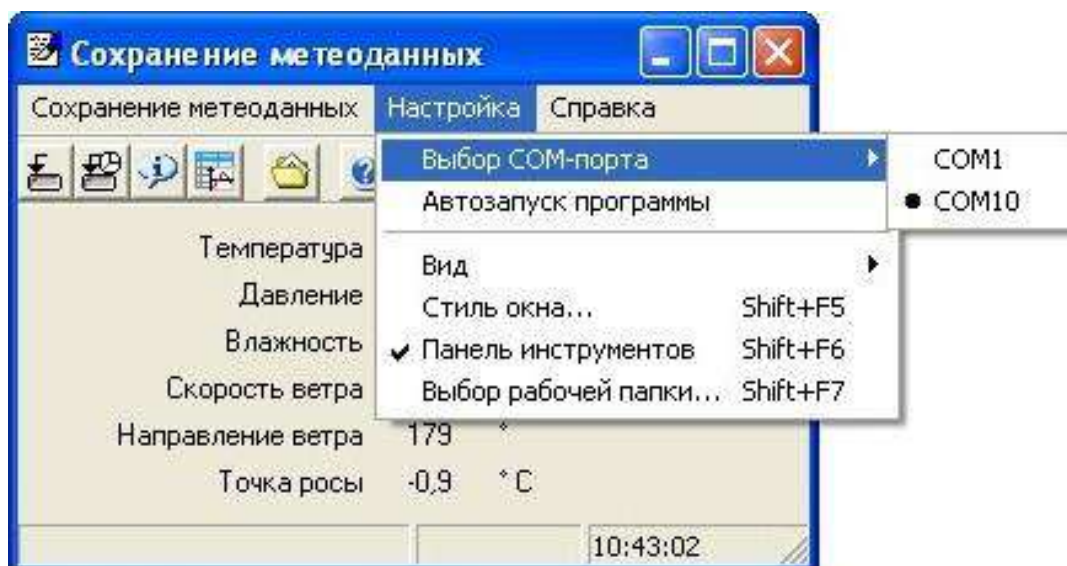 Сохранение метеоданных
Сохранение метеоданных Настройка Справка
Выбор COM-порта COM1
Автозапуск программы COM10
Температура
Вид
Давление
Стиль окна... Shift+F5
Влажность
Панель инструментов Shift+F6
Скорость ветра
Выбор рабочей папки... Shift+F7
Направление ветра 179 °
Точка росы -0,9 °C
10:43:02